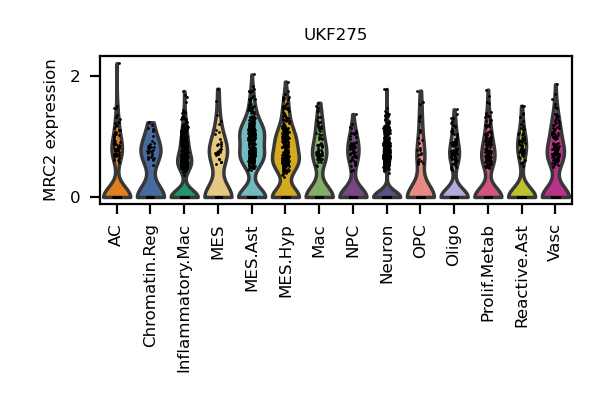 UKF275
MRC2 expression
2
0
AC
Chromatin.Reg
Inflammatory.Mac
MES
MES.Ast
MES.Hyp
Mac
NPC
Neuron
OPC
Oligo
Prolif.Metab
Reactive.Ast
Vasc